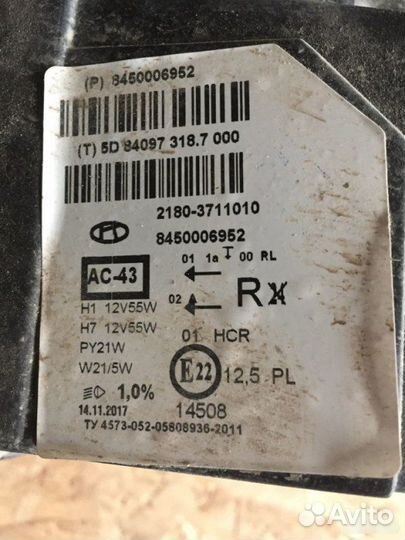 (P) 8450006952
(T) 5D 84097 318.7 000
2180-3711010
8450006952
01 1a 00 RL
AC-43
02
H1 12V55W
H7 12V55W
01 HCR
PY21W
W21/5W
E22 12,5 PL
1,0%
14.11.2017
14508
ТУ 4573-052-05808936-2011
Avito